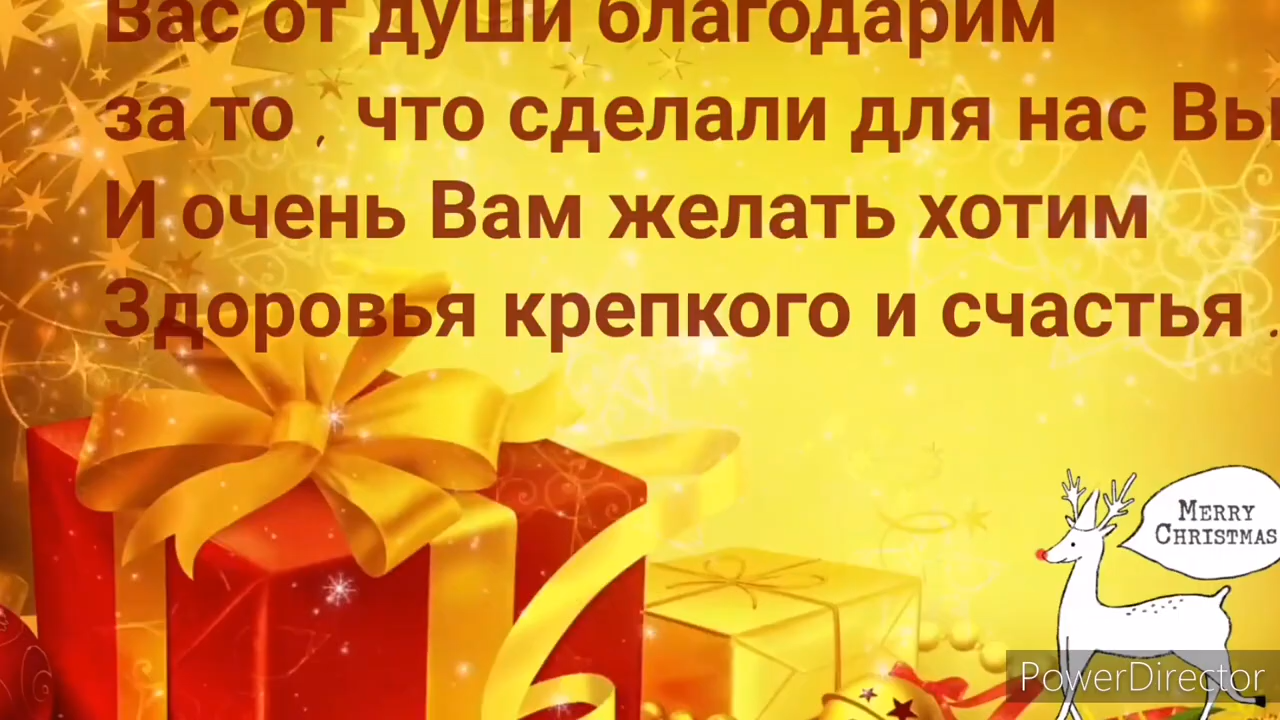 Вас от души благодарим
за то , что сделали для нас Вы
И очень Вам желать хотим
Здоровья крепкого и счастья .
MERRY
CHRISTMAS
PowerDirector